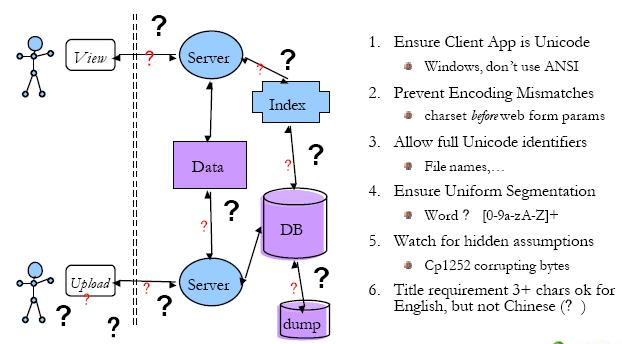 ?
?
?
?
View
Server
?
Index
?
?
Data
?
?
DB
Upload
?
?
Server
?
?
?
?
?
dump
1. Ensure Client App is Unicode
Windows, don't use ANSI
2. Prevent Encoding Mismatches
charset before web form params
3. Allow full Unicode identifiers
File names,...
4. Ensure Uniform Segmentation
Word ? [0-9a-zA-Z]+
5. Watch for hidden assumptions
Cp1252 corrupting bytes
6. Title requirement 3+ chars ok for
English, but not Chinese (? )